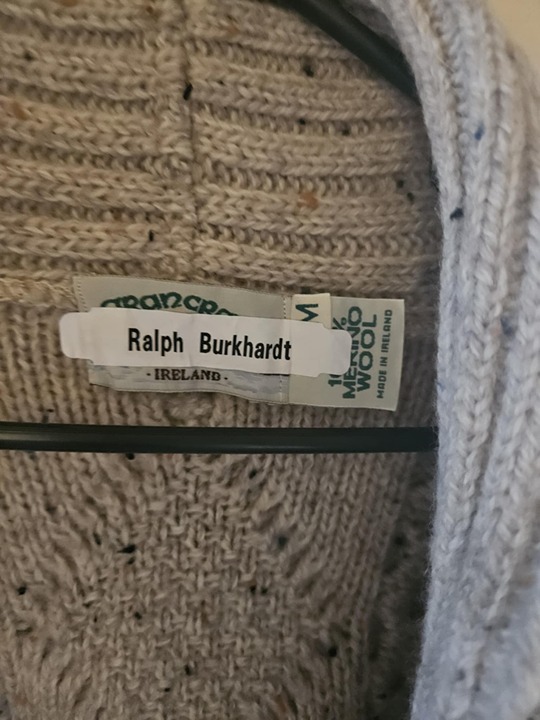 Ralph Burkhardt
- IRELAND -
M
MERINO
WOOL
MADE IN IRELAND